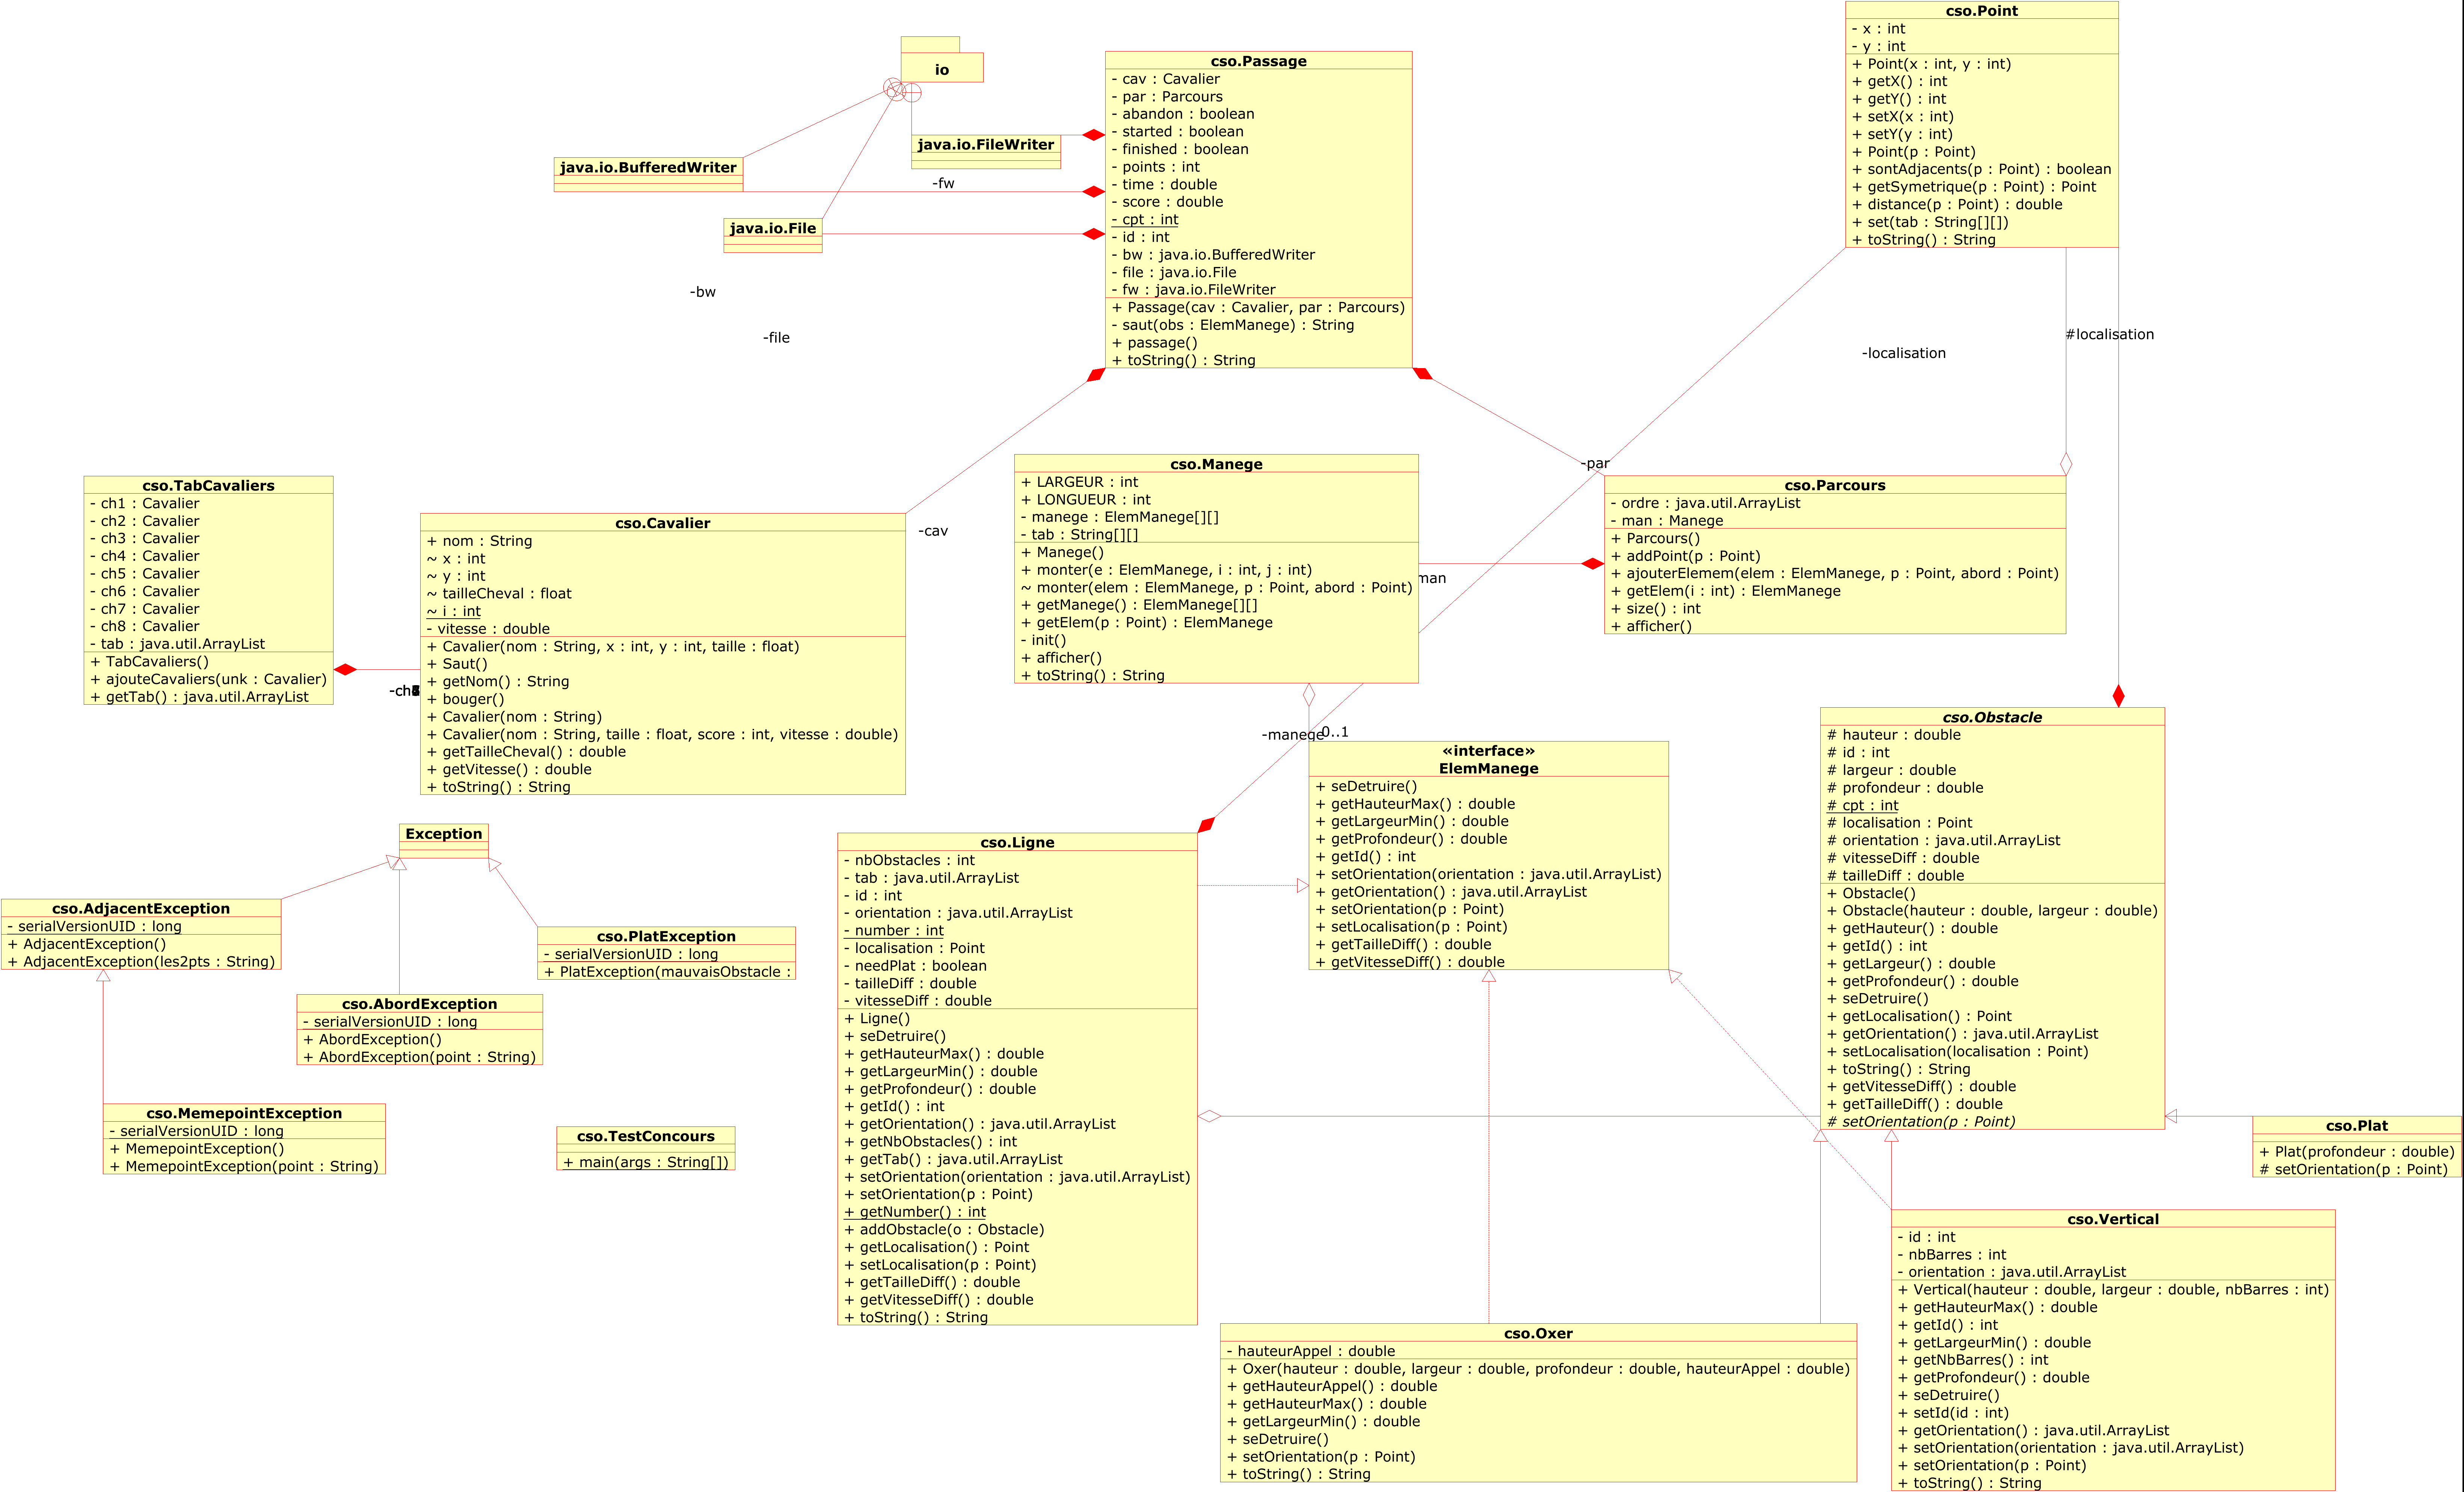 io
java.io.BufferedWriter
java.io.FileWriter
java.io.File
-fw
-bw
-file
cso.Passage
- cav : Cavalier
- par : Parcours
- abandon : boolean
- started : boolean
- finished : boolean
- points : int
- time : double
- score : double
- cpt : int
- id : int
- bw : java.io.BufferedWriter
- file : java.io.File
- fw : java.io.FileWriter
+ Passage(cav : Cavalier, par : Parcours)
- saut(obs : ElemManege) : String
+ passage()
+ toString() : String
cso.Point
- x : int
- y : int
+ Point(x : int, y : int)
+ getX() : int
+ getY() : int
+ setX(x : int)
+ setY(y : int)
+ Point(p : Point)
+ sontAdjacents(p : Point) : boolean
+ getSymetrique(p : Point) : Point
+ distance(p : Point) : double
+ set(tab : String[][])
+ toString() : String
#localisation
-localisation
-par
-cav
cso.TabCavaliers
- ch1 : Cavalier
- ch2 : Cavalier
- ch3 : Cavalier
- ch4 : Cavalier
- ch5 : Cavalier
- ch6 : Cavalier
- ch7 : Cavalier
- ch8 : Cavalier
- tab : java.util.ArrayList
+ TabCavaliers()
+ ajouteCavaliers(unk : Cavalier)
+ getTab() : java.util.ArrayList
cso.Cavalier
+ nom : String
~ x : int
~ y : int
~ tailleCheval : float
~ i : int
- vitesse : double
+ Cavalier(nom : String, x : int, y : int, taille : float)
+ Saut()
+ getNom() : String
+ bouger()
+ Cavalier(nom : String)
+ Cavalier(nom : String, taille : float, score : int, vitesse : double)
+ getTailleCheval() : double
+ getVitesse() : double
+ toString() : String
cso.Manege
+ LARGEUR : int
+ LONGUEUR : int
- manege : ElemManege[][]
- tab : String[][]
+ Manege()
+ monter(e : ElemManege, i : int, j : int)
~ monter(elem : ElemManege, p : Point, abord : Point)
+ getManege() : ElemManege[][]
+ getElem(p : Point) : ElemManege
- init()
+ afficher()
+ toString() : String
man
cso.Parcours
- ordre : java.util.ArrayList
- man : Manege
+ Parcours()
+ addPoint(p : Point)
+ ajouterElemem(elem : ElemManege, p : Point, abord : Point)
+ getElem(i : int) : ElemManege
+ size() : int
+ afficher()
-manege
0..1
«interface»
ElemManege
+ seDetruire()
+ getHauteurMax() : double
+ getLargeurMin() : double
+ getProfondeur() : double
+ getId() : int
+ setOrientation(orientation : java.util.ArrayList)
+ getOrientation() : java.util.ArrayList
+ setOrientation(p : Point)
+ setLocalisation(p : Point)
+ getTailleDiff() : double
+ getVitesseDiff() : double
cso.Obstacle
# hauteur : double
# id : int
# largeur : double
# profondeur : double
# cpt : int
# localisation : Point
# orientation : java.util.ArrayList
# vitesseDiff : double
# tailleDiff : double
+ Obstacle()
+ Obstacle(hauteur : double, largeur : double)
+ getHauteur() : double
+ getId() : int
+ getLargeur() : double
+ getProfondeur() : double
+ seDetruire()
+ getLocalisation() : Point
+ getOrientation() : java.util.ArrayList
+ setLocalisation(localisation : Point)
+ toString() : String
+ getVitesseDiff() : double
+ getTailleDiff() : double
# setOrientation(p : Point)
Exception
cso.AdjacentException
- serialVersionUID : long
+ AdjacentException()
+ AdjacentException(les2pts : String)
cso.PlatException
- serialVersionUID : long
+ PlatException(mauvaisObstacle :
cso.AbordException
- serialVersionUID : long
+ AbordException()
+ AbordException(point : String)
cso.MemepointException
- serialVersionUID : long
+ MemepointException()
+ MemepointException(point : String)
cso.TestConcours
+ main(args : String[])
cso.Ligne
- nbObstacles : int
- tab : java.util.ArrayList
- id : int
- orientation : java.util.ArrayList
- number : int
- localisation : Point
- needPlat : boolean
- tailleDiff : double
- vitesseDiff : double
+ Ligne()
+ seDetruire()
+ getHauteurMax() : double
+ getLargeurMin() : double
+ getProfondeur() : double
+ getId() : int
+ getOrientation() : java.util.ArrayList
+ getNbObstacles() : int
+ getTab() : java.util.ArrayList
+ setOrientation(orientation : java.util.ArrayList)
+ setOrientation(p : Point)
+ getNumber() : int
+ addObstacle(o : Obstacle)
+ getLocalisation() : Point
+ setLocalisation(p : Point)
+ getTailleDiff() : double
+ getVitesseDiff() : double
+ toString() : String
cso.Plat
+ Plat(profondeur : double)
# setOrientation(p : Point)
cso.Vertical
- id : int
- nbBarres : int
- orientation : java.util.ArrayList
+ Vertical(hauteur : double, largeur : double, nbBarres : int)
+ getHauteurMax() : double
+ getId() : int
+ getLargeurMin() : double
+ getNbBarres() : int
+ getProfondeur() : double
+ seDetruire()
+ setId(id : int)
+ getOrientation() : java.util.ArrayList
+ setOrientation(orientation : java.util.ArrayList)
+ setOrientation(p : Point)
+ toString() : String
cso.Oxer
- hauteurAppel : double
+ Oxer(hauteur : double, largeur : double, profondeur : double, hauteurAppel : double)
+ getHauteurAppel() : double
+ getHauteurMax() : double
+ getLargeurMin() : double
+ seDetruire()
+ setOrientation(p : Point)
+ toString() : String